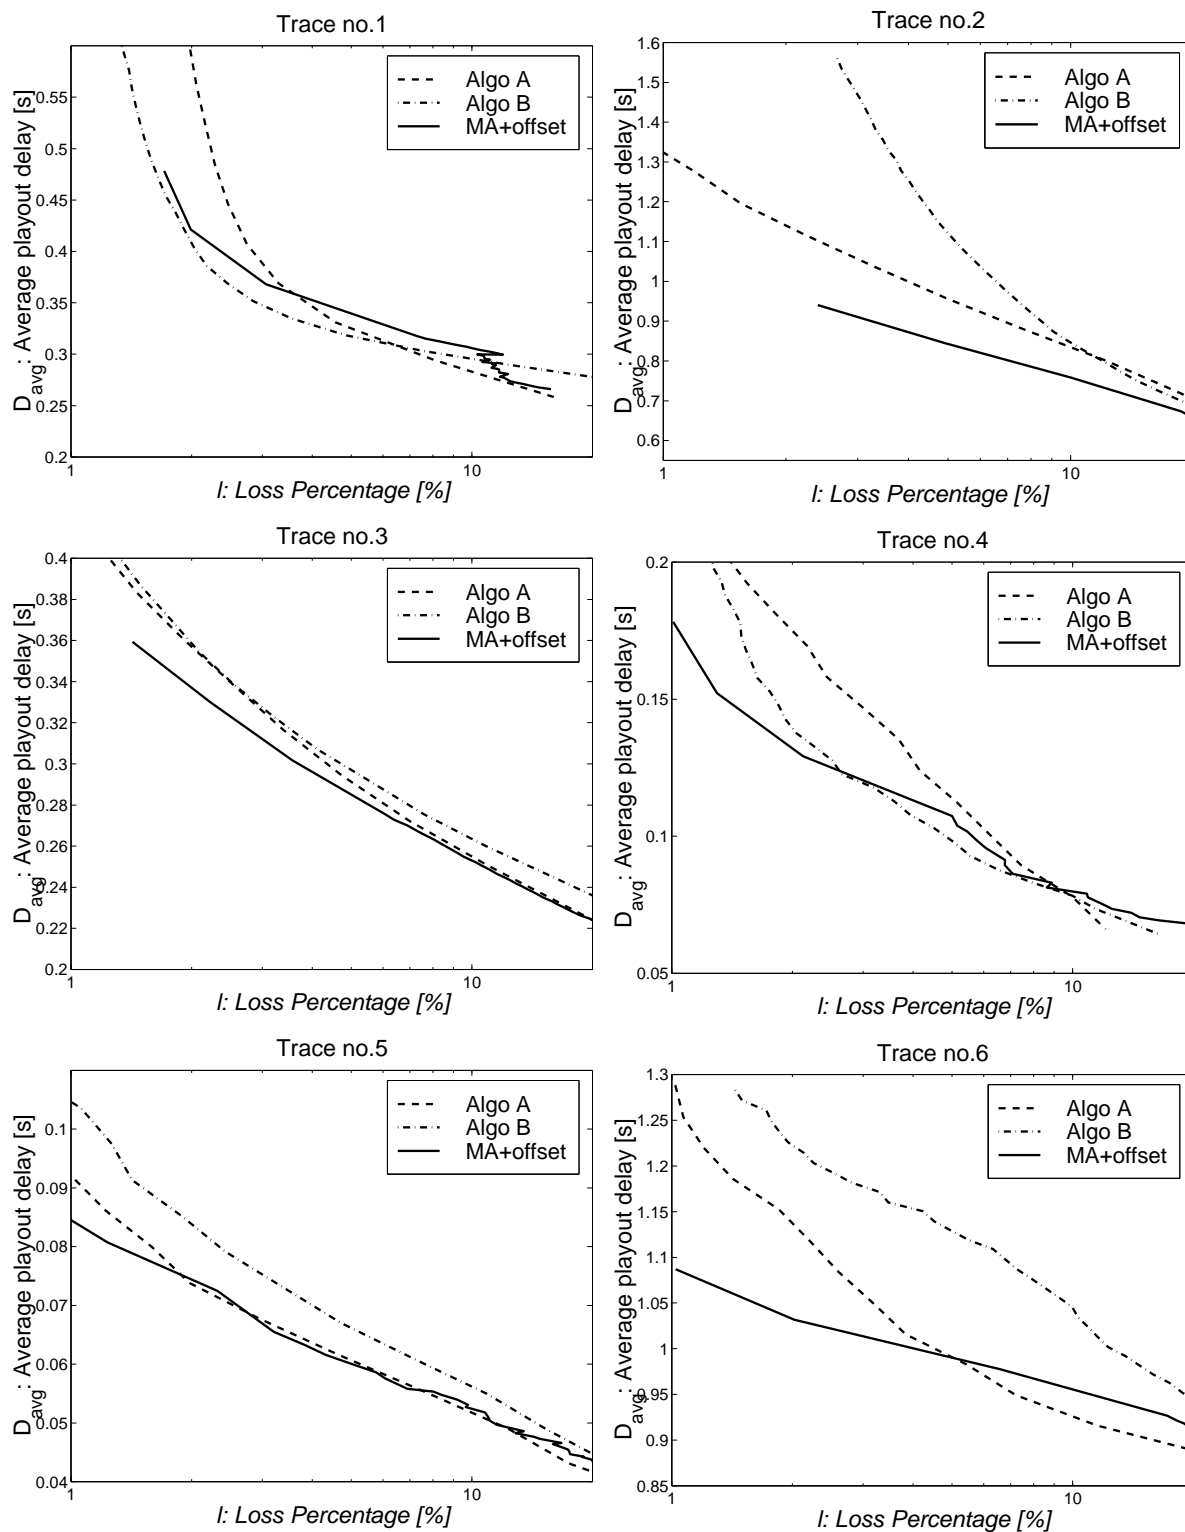 Trace no.1
0.55
0.5
0.45
0.4
0.35
0.3
0.25
0.2
1
10
D_avg: Average playout delay [s]
l: Loss Percentage [%]
Algo A
Algo B
MA+offset
Trace no.2
1.6
1.5
1.4
1.3
1.2
1.1
1
0.9
0.8
0.7
0.6
1
10
D_avg: Average playout delay [s]
l: Loss Percentage [%]
Algo A
Algo B
MA+offset
Trace no.3
0.4
0.38
0.36
0.34
0.32
0.3
0.28
0.26
0.24
0.22
0.2
1
10
D_avg: Average playout delay [s]
l: Loss Percentage [%]
Algo A
Algo B
MA+offset
Trace no.4
0.2
0.15
0.1
0.05
1
10
D_avg: Average playout delay [s]
l: Loss Percentage [%]
Algo A
Algo B
MA+offset
Trace no.5
0.1
0.09
0.08
0.07
0.06
0.05
0.04
1
10
D_avg: Average playout delay [s]
l: Loss Percentage [%]
Algo A
Algo B
MA+offset
Trace no.6
1.3
1.25
1.2
1.15
1.1
1.05
1
0.95
0.9
0.85
1
10
D_avg: Average playout delay [s]
l: Loss Percentage [%]
Algo A
Algo B
MA+offset